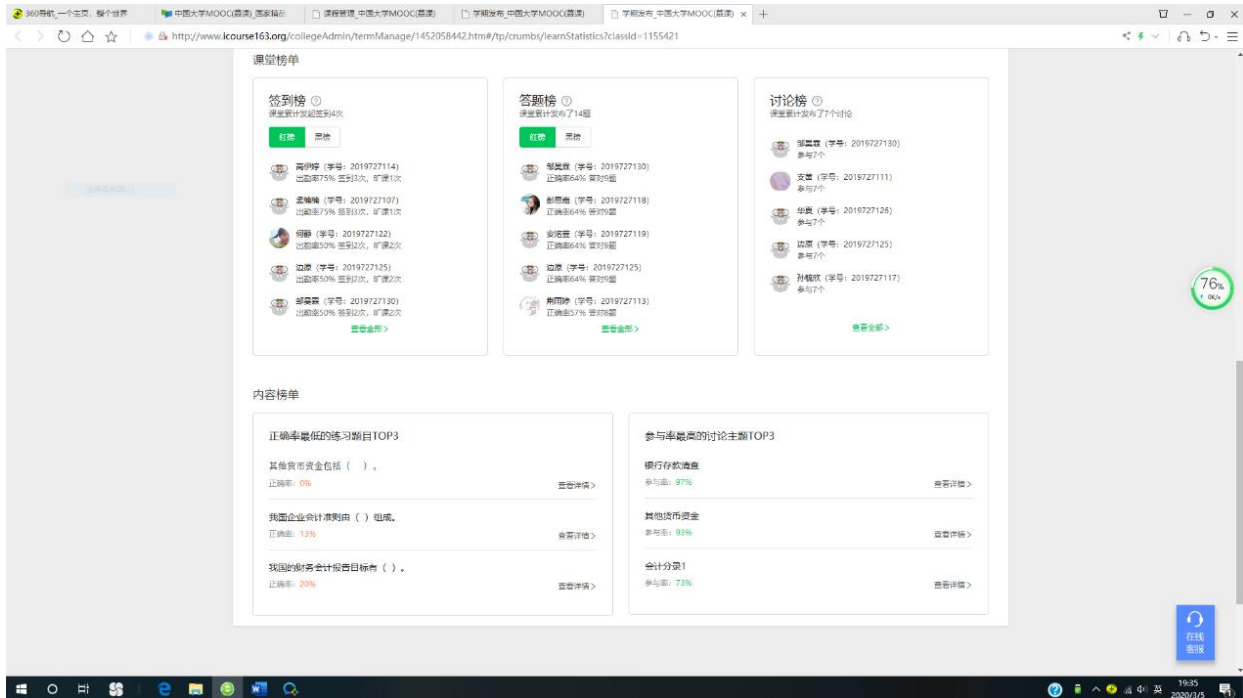 360导航_一个主页，整个世界
中国大学MOOC(慕课)_国家精品
课程管理_中国大学MOOC(慕课)
学期发布_中国大学MOOC(慕课)
学期发布_中国大学MOOC(慕课)
http://www.icourse163.org/collegeAdmin/termManage/1452058442.htm#/tp/crumbs/learnStatistics?classId=1155421
课堂榜单
签到榜
课堂累计发起签到4次
红榜 黑榜
(学号：2019727114)
出勤率75% 签到3次，旷课1次
孟楠楠 (学号：2019727107)
出勤率75% 签到3次，旷课1次
何静 (学号：2019727122)
出勤率50% 签到2次，旷课2次
边原 (学号：2019727125)
出勤率50% 签到2次，旷课2次
(学号：2019727130)
出勤率50% 签到2次，旷课2次
查看全部>
答题榜
课堂累计发布了14题
红榜 黑榜
(学号：2019727130)
正确率64% 答对9题
(学号：2019727118)
正确率64% 答对9题
(学号：2019727119)
正确率64% 答对9题
边原 (学号：2019727125)
正确率64% 答对9题
(学号：2019727113)
正确率57% 答对8题
查看全部>
讨论榜
课堂累计发布了7个讨论
(学号：2019727130)
参与7个
(学号：2019727111)
参与7个
华夏 (学号：2019727126)
参与7个
边原 (学号：2019727125)
参与7个
(学号：2019727117)
参与7个
查看全部>
内容榜单
正确率最低的练习题目TOP3
其他货币资金包括（ ）。
正确率：0%
查看详情>
我国企业会计准则由（ ）组成。
正确率：13%
查看详情>
我国的财务会计报告目标有（ ）。
正确率：20%
查看详情>
参与率最高的讨论主题TOP3
银行存款清查
参与率：97%
查看详情>
其他货币资金
参与率：93%
查看详情>
会计分录1
参与率：73%
查看详情>
76%
0K/s
在线
客服
英
19:35
2020/3/5